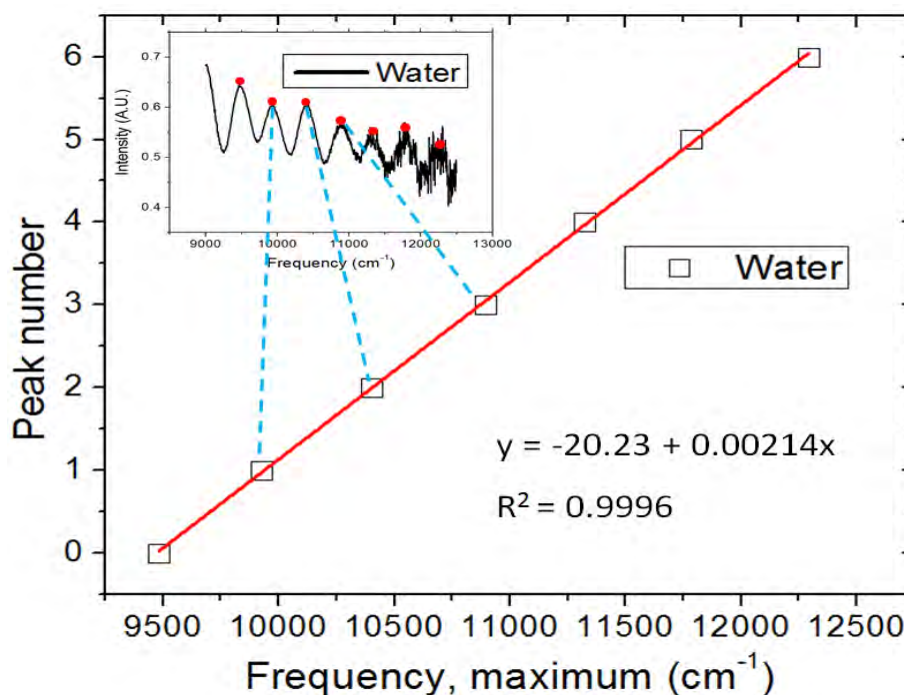 6
5
4
3
2
1
0
Peak number
0.7
0.6
0.5
0.4
Intensity (A.U.)
Water
9000 10000 11000 12000 13000
Frequency (cm⁻¹)
Water
y = -20.23 + 0.00214x
R² = 0.9996
9500 10000 10500 11000 11500 12000 12500
Frequency, maximum (cm⁻¹)